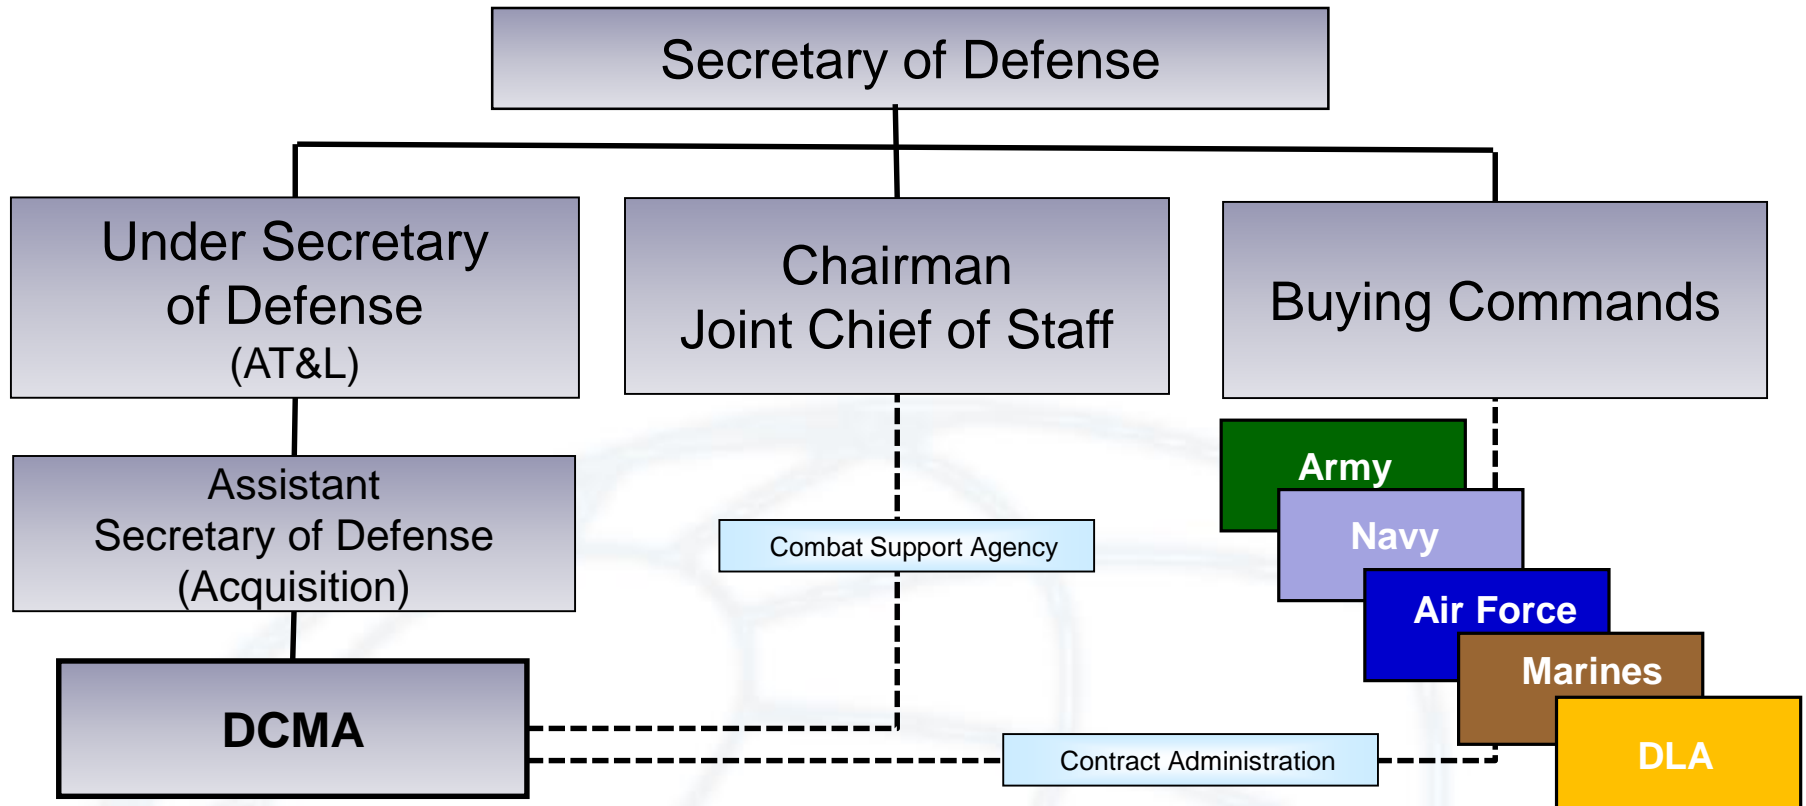 Secretary of Defense
Under Secretary
of Defense
(AT&L)
Chairman
Joint Chief of Staff
Buying Commands
Assistant
Secretary of Defense
(Acquisition)
Combat Support Agency
Army
Navy
Air Force
Marines
DLA
DCMA
Contract Administration